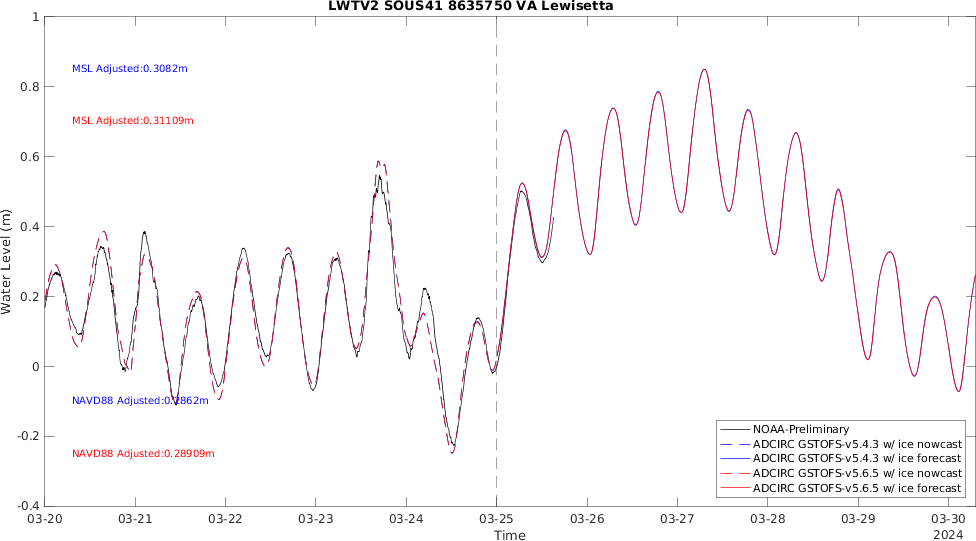 LWTV2 SOUS41 8635750 VA Lewisetta
MSL Adjusted:0.3082m
MSL Adjusted:0.31109m
NAVD88 Adjusted:0.2862m
NAVD88 Adjusted:0.28909m
Water Level (m)
1
0.8
0.6
0.4
0.2
0
-0.2
-0.4
NOAA-Preliminary
ADCIRC GSTOFS-v5.4.3 w/ ice nowcast
ADCIRC GSTOFS-v5.4.3 w/ ice forecast
ADCIRC GSTOFS-v5.6.5 w/ ice nowcast
ADCIRC GSTOFS-v5.6.5 w/ ice forecast
03-20 03-21 03-22 03-23 03-24 03-25 03-26 03-27 03-28 03-29 03-30
Time
2024